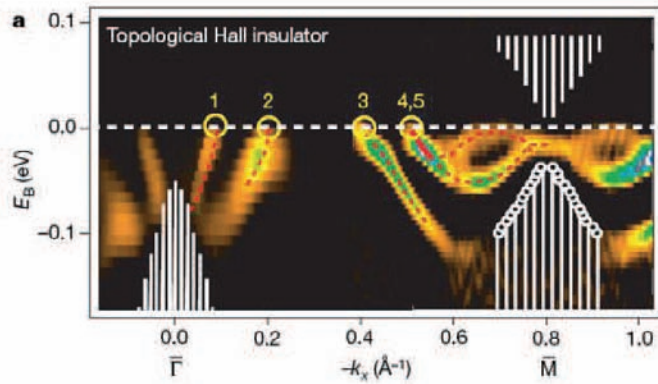 a
Topological Hall insulator
0.1
0.0
−0.1
E_B (eV)
1
2
3
4,5
0.0
0.2
0.4
0.6
0.8
1.0
Γ̅
−k_x (Å⁻¹)
M̅